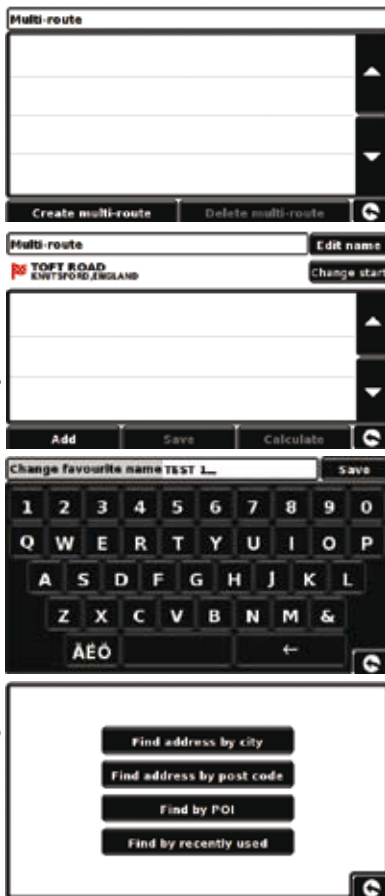 Multi-route
Create multi-route Delete multi-route
Multi-route Edit name
TOFT ROAD
KNUTSFORD,ENGLAND
Change start
Add Save Calculate
Change favourite name TEST 1_ Save
1 2 3 4 5 6 7 8 9 0
Q W E R T Y U I O P
A S D F G H J K L
Z X C V B N M &
ÄËÖ ←
Find address by city
Find address by post code
Find by POI
Find by recently used